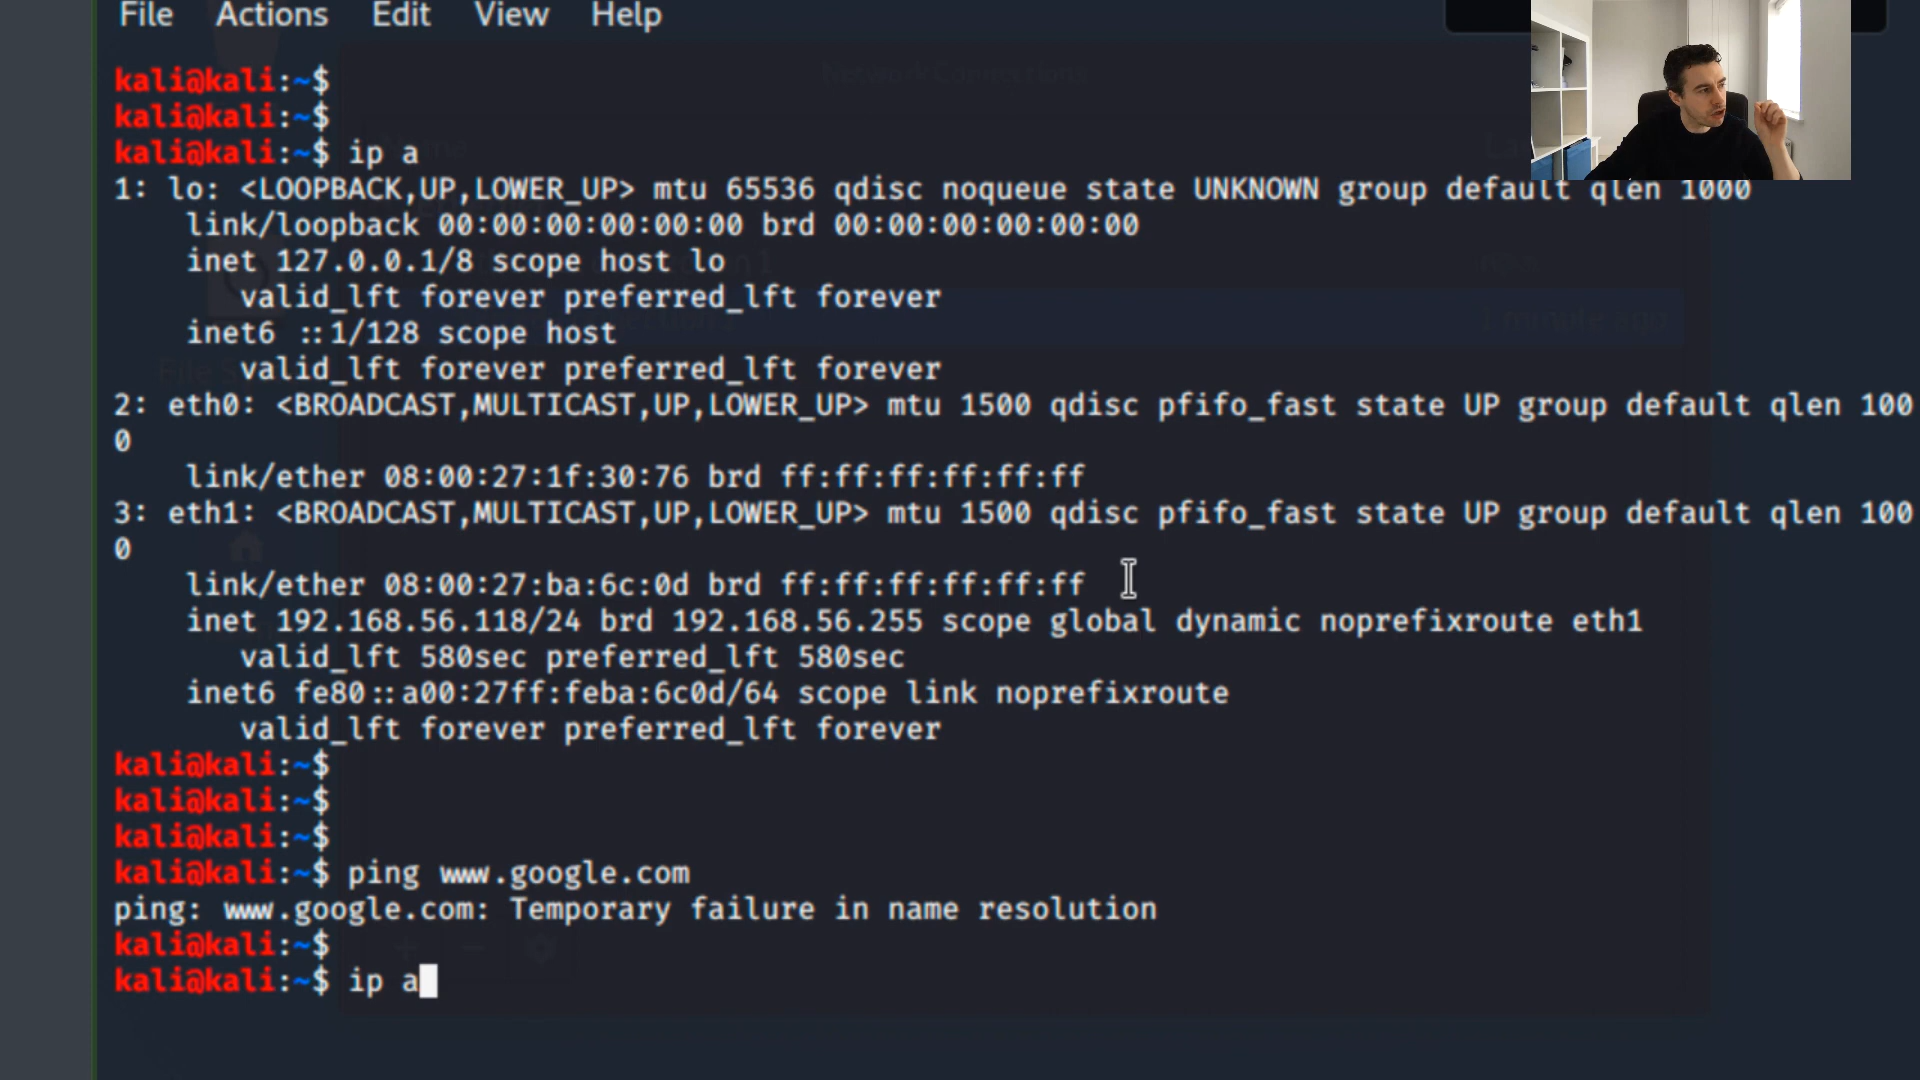 File Actions Edit View Help
kali@kali:~$
kali@kali:~$
kali@kali:~$ ip a
1: lo: <LOOPBACK,UP,LOWER_UP> mtu 65536 qdisc noqueue state UNKNOWN group default qlen 1000
link/loopback 00:00:00:00:00:00 brd 00:00:00:00:00:00
inet 127.0.0.1/8 scope host lo
valid_lft forever preferred_lft forever
inet6 ::1/128 scope host
valid_lft forever preferred_lft forever
2: eth0: <BROADCAST,MULTICAST,UP,LOWER_UP> mtu 1500 qdisc pfifo_fast state UP group default qlen 100
0
link/ether 08:00:27:1f:30:76 brd ff:ff:ff:ff:ff:ff
3: eth1: <BROADCAST,MULTICAST,UP,LOWER_UP> mtu 1500 qdisc pfifo_fast state UP group default qlen 100
0
link/ether 08:00:27:ba:6c:0d brd ff:ff:ff:ff:ff:ff
inet 192.168.56.118/24 brd 192.168.56.255 scope global dynamic noprefixroute eth1
valid_lft 580sec preferred_lft 580sec
inet6 fe80::a00:27ff:feba:6c0d/64 scope link noprefixroute
valid_lft forever preferred_lft forever
kali@kali:~$
kali@kali:~$
kali@kali:~$
kali@kali:~$ ping www.google.com
ping: www.google.com: Temporary failure in name resolution
kali@kali:~$
kali@kali:~$ ip a